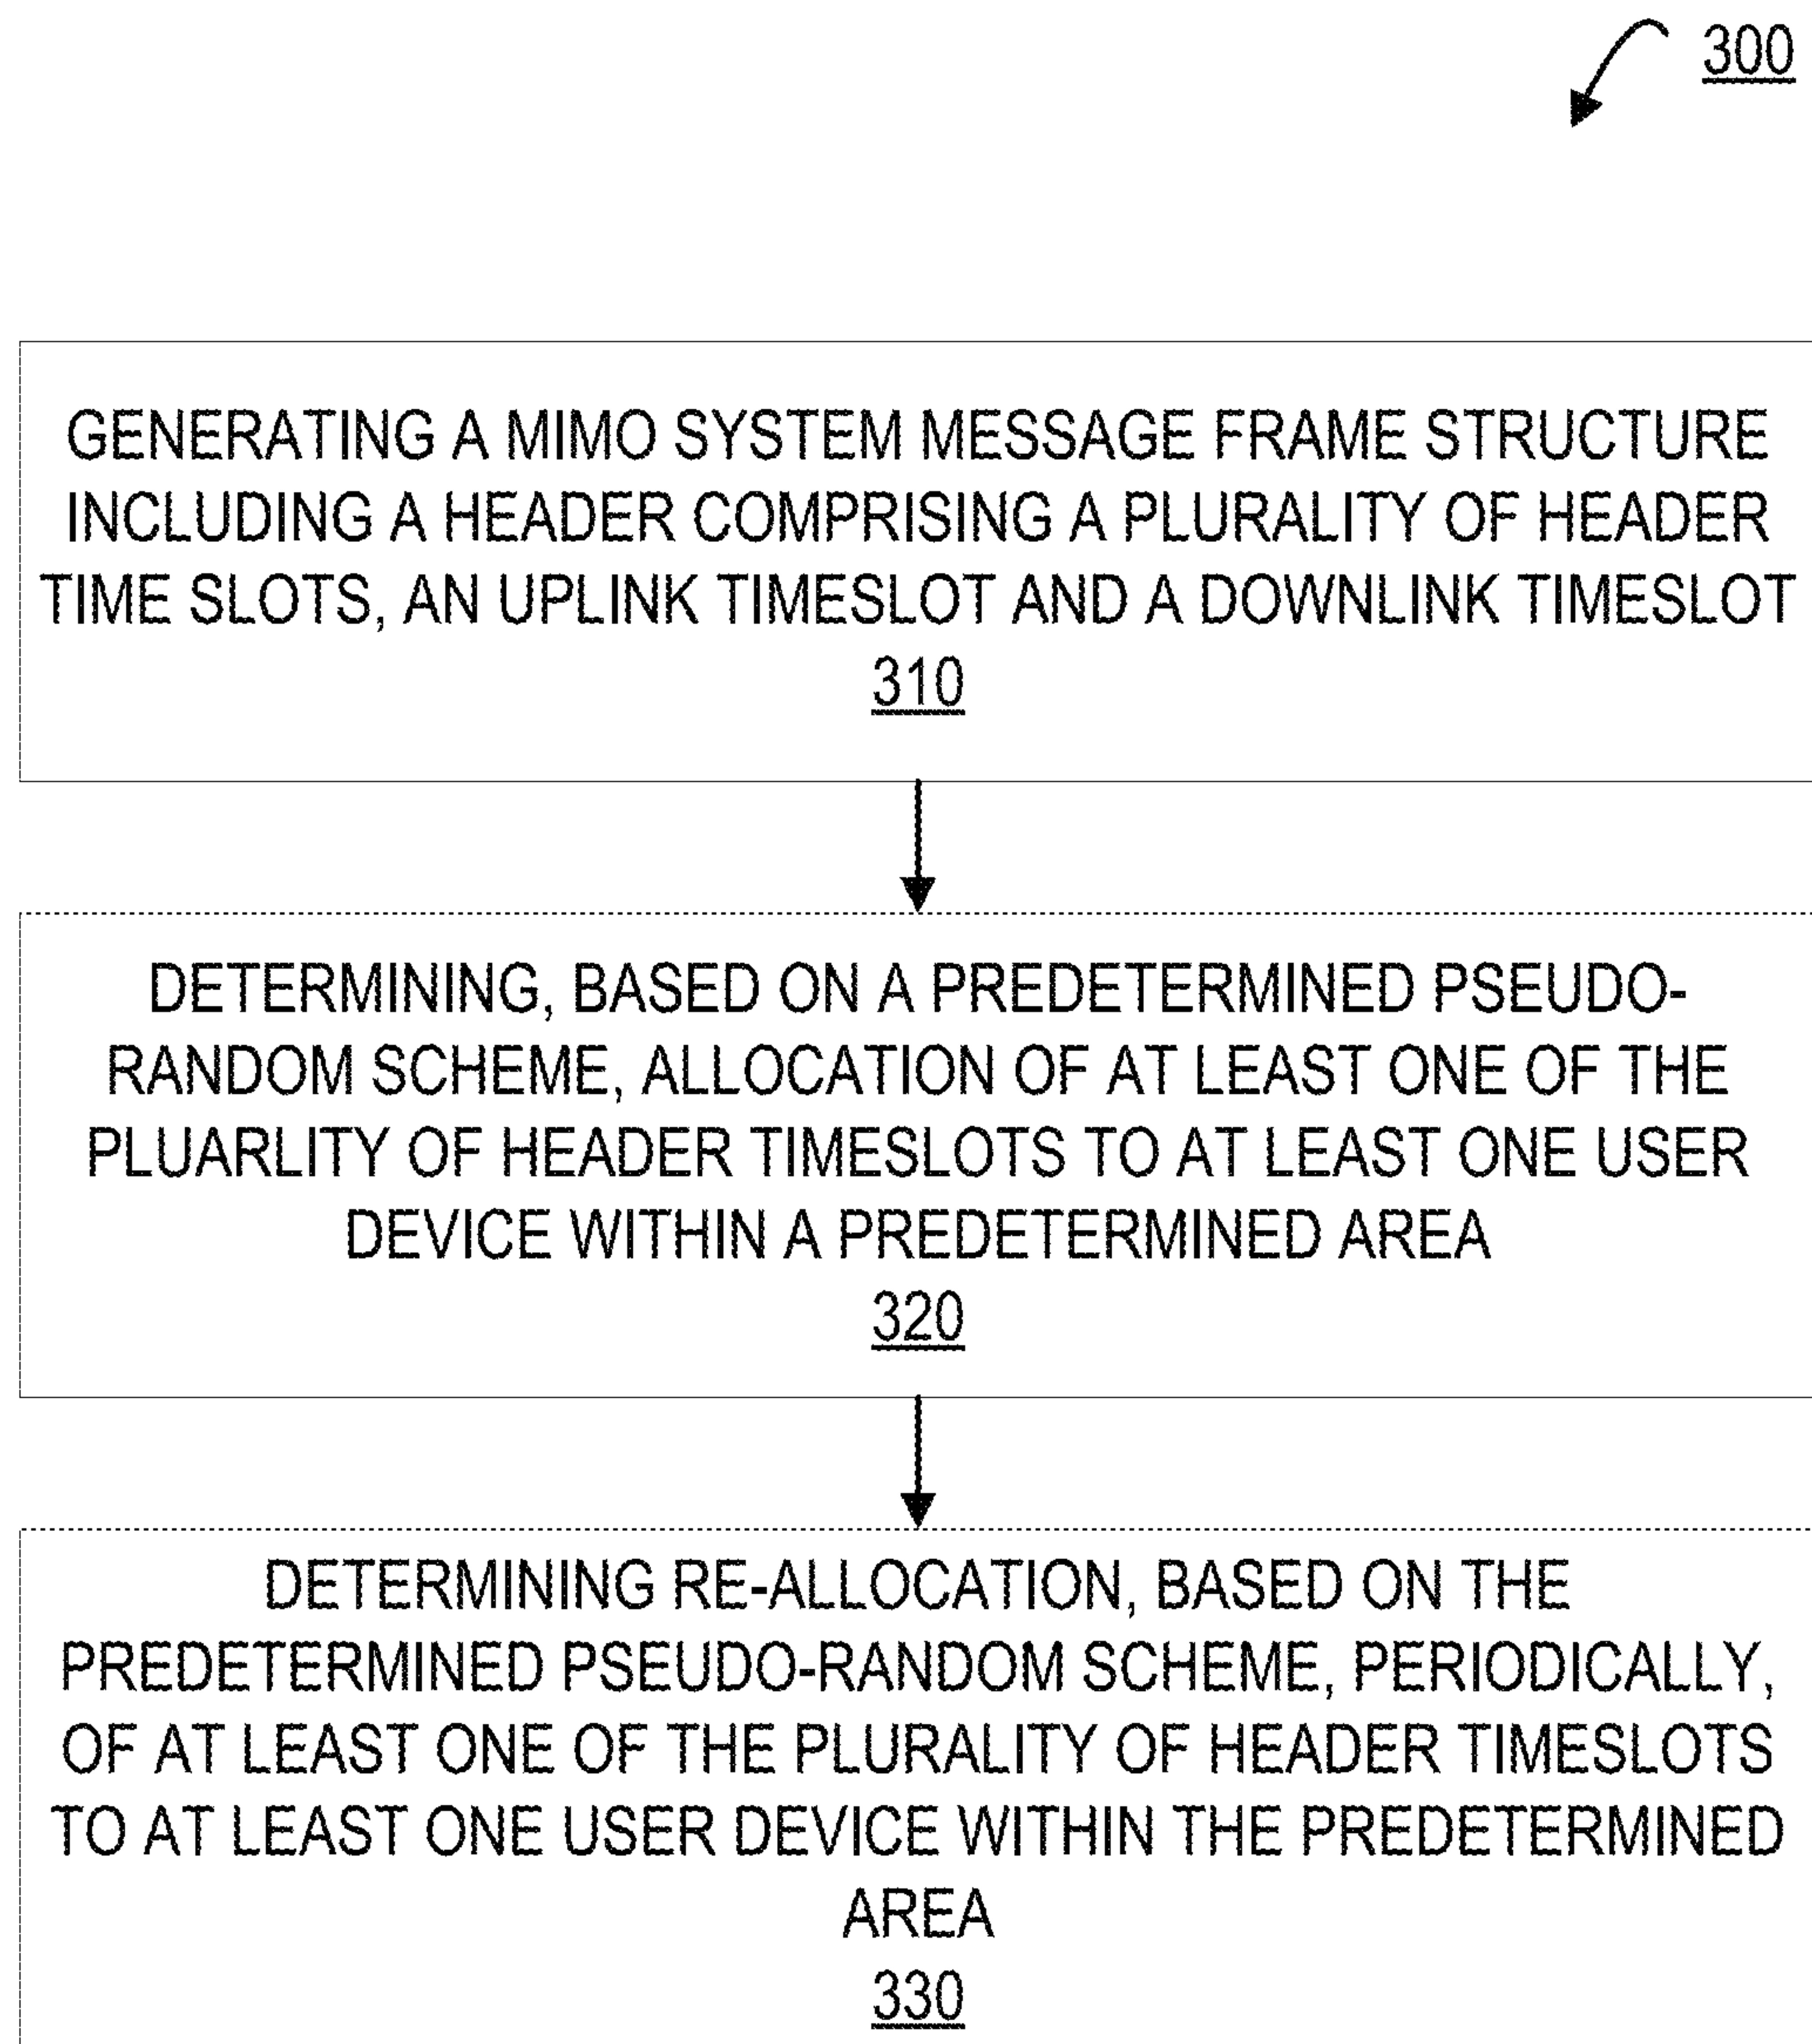 300
GENERATING A MIMO SYSTEM MESSAGE FRAME STRUCTURE
INCLUDING A HEADER COMPRISING A PLURALITY OF HEADER
TIME SLOTS, AN UPLINK TIMESLOT AND A DOWNLINK TIMESLOT
310
DETERMINING, BASED ON A PREDETERMINED PSEUDO-
RANDOM SCHEME, ALLOCATION OF AT LEAST ONE OF THE
PLUARLITY OF HEADER TIMESLOTS TO AT LEAST ONE USER
DEVICE WITHIN A PREDETERMINED AREA
320
DETERMINING RE-ALLOCATION, BASED ON THE
PREDETERMINED PSEUDO-RANDOM SCHEME, PERIODICALLY,
OF AT LEAST ONE OF THE PLURALITY OF HEADER TIMESLOTS
TO AT LEAST ONE USER DEVICE WITHIN THE PREDETERMINED
AREA
330